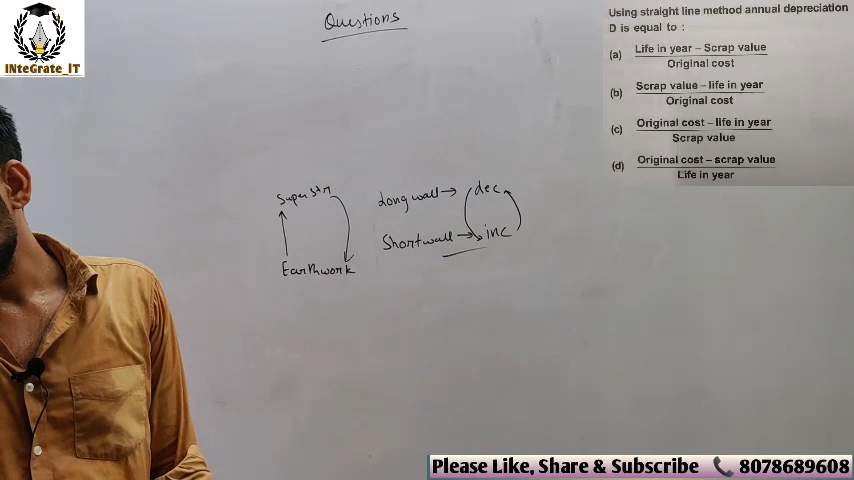 INteGrate_IT
Questions
Using straight line method annual depreciation
D is equal to :
(a) Life in year – Scrap value
Original cost
(b) Scrap value – life in year
Original cost
(c) Original cost – life in year
Scrap value
(d) Original cost – scrap value
Life in year
Superstr
Earthwork
Long wall → dec
Short wall → inc
Please Like, Share & Subscribe 8078689608